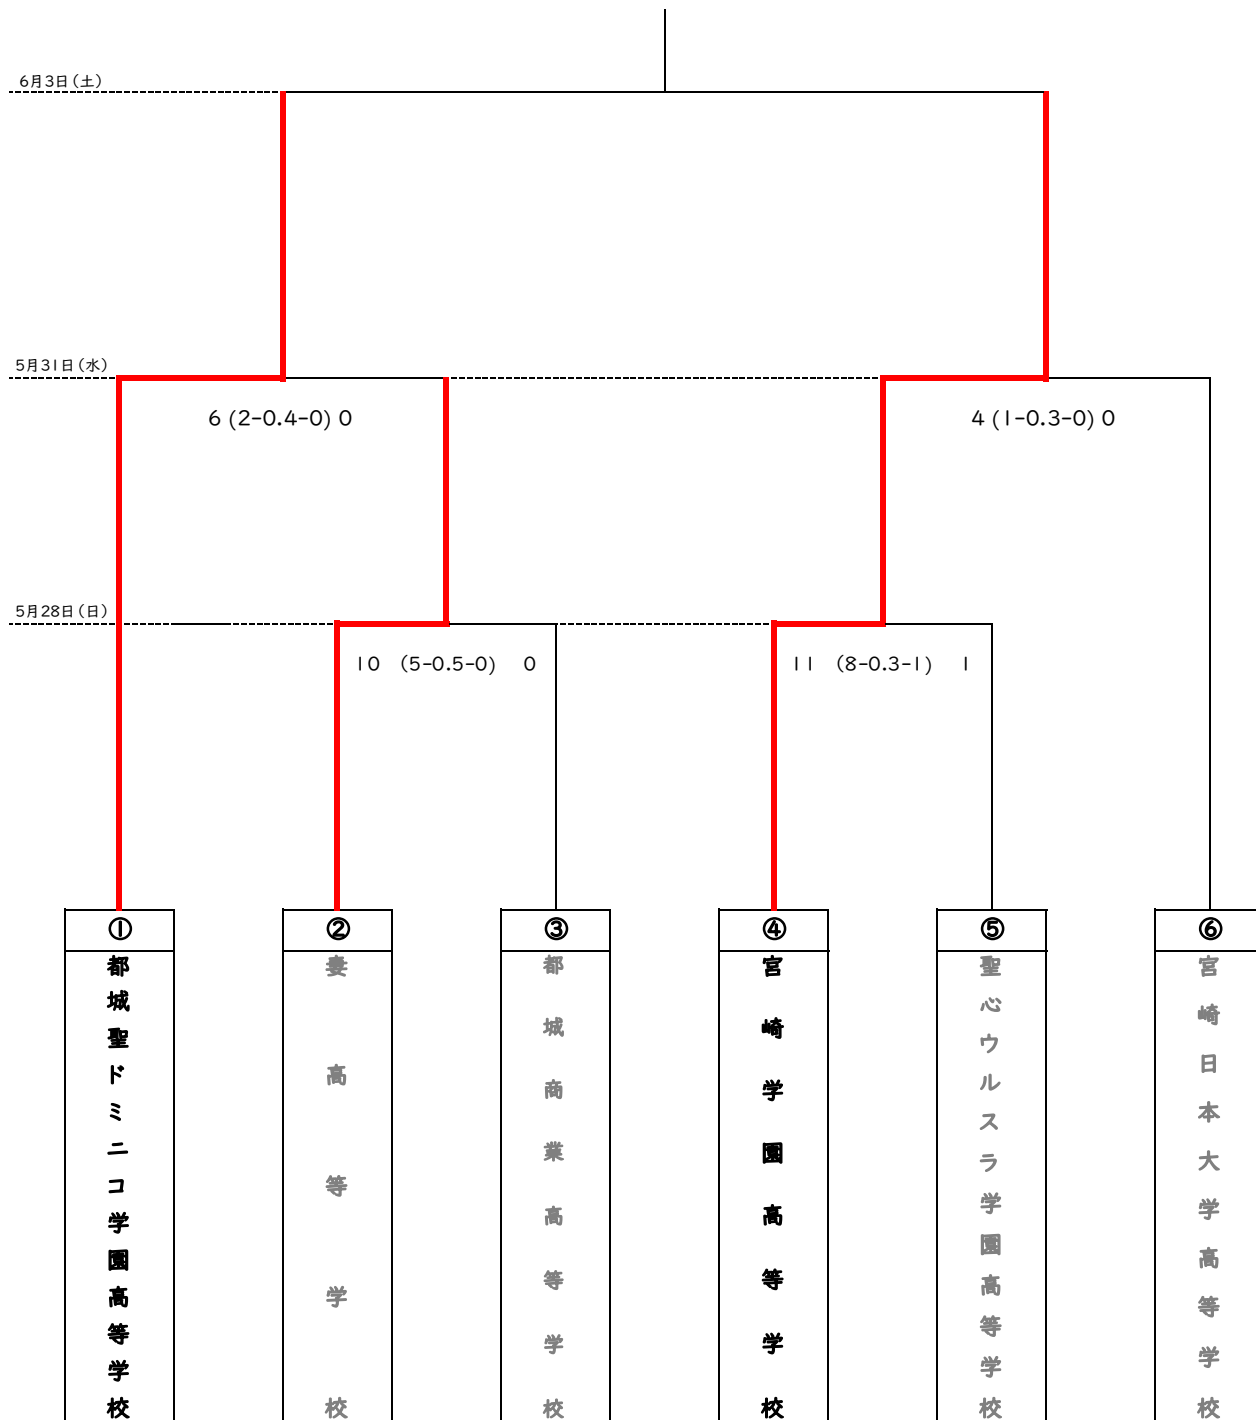 6月3日(土)
5月31日(水)
6 (2-0.4-0) 0
4 (1-0.3-0) 0
5月28日(日)
10 (5-0.5-0) 0
11 (8-0.3-1) 1
① ② ③ ④ ⑤ ⑥
都城聖ドミニコ学園高等学校
妻高等学校
都城商業高等学校
宮崎学園高等学校
聖心ウルスラ学園高等学校
宮崎日本大学高等学校